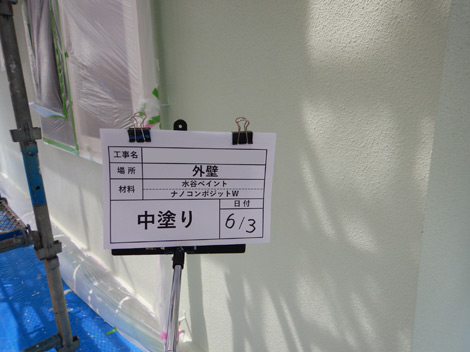 工事名
場所 外壁
材料 水谷ペイント
ナノコンポジットW
中塗り
日付
6/3